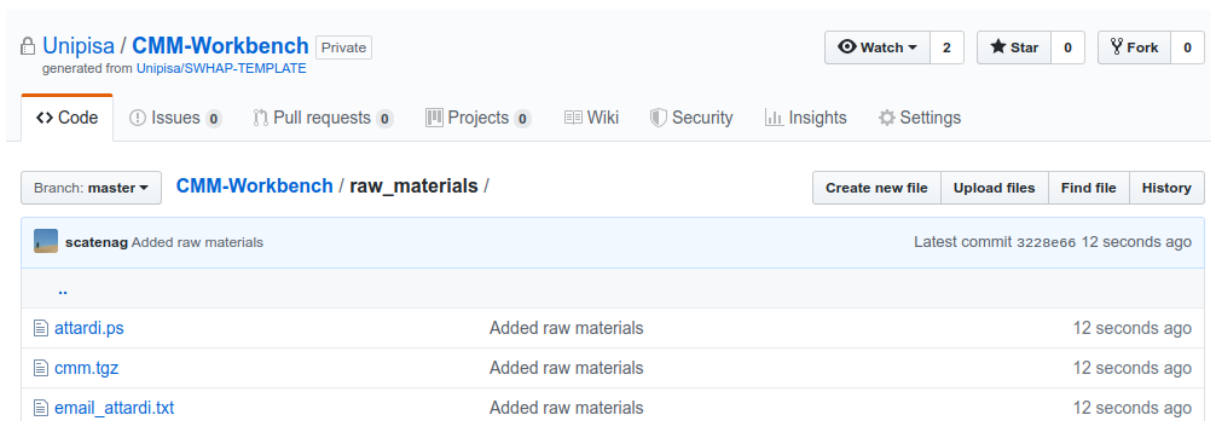 Unipisa / CMM-Workbench Private Watch 2 Star 0 Fork 0
generated from Unipisa/SWHAP-TEMPLATE
<> Code Issues 0 Pull requests 0 Projects 0 Wiki Security Insights Settings
Branch: master CMM-Workbench / raw_materials / Create new file Upload files Find file History
scatenag Added raw materials Latest commit 3228e66 12 seconds ago
..
attardi.ps Added raw materials 12 seconds ago
cmm.tgz Added raw materials 12 seconds ago
email_attardi.txt Added raw materials 12 seconds ago